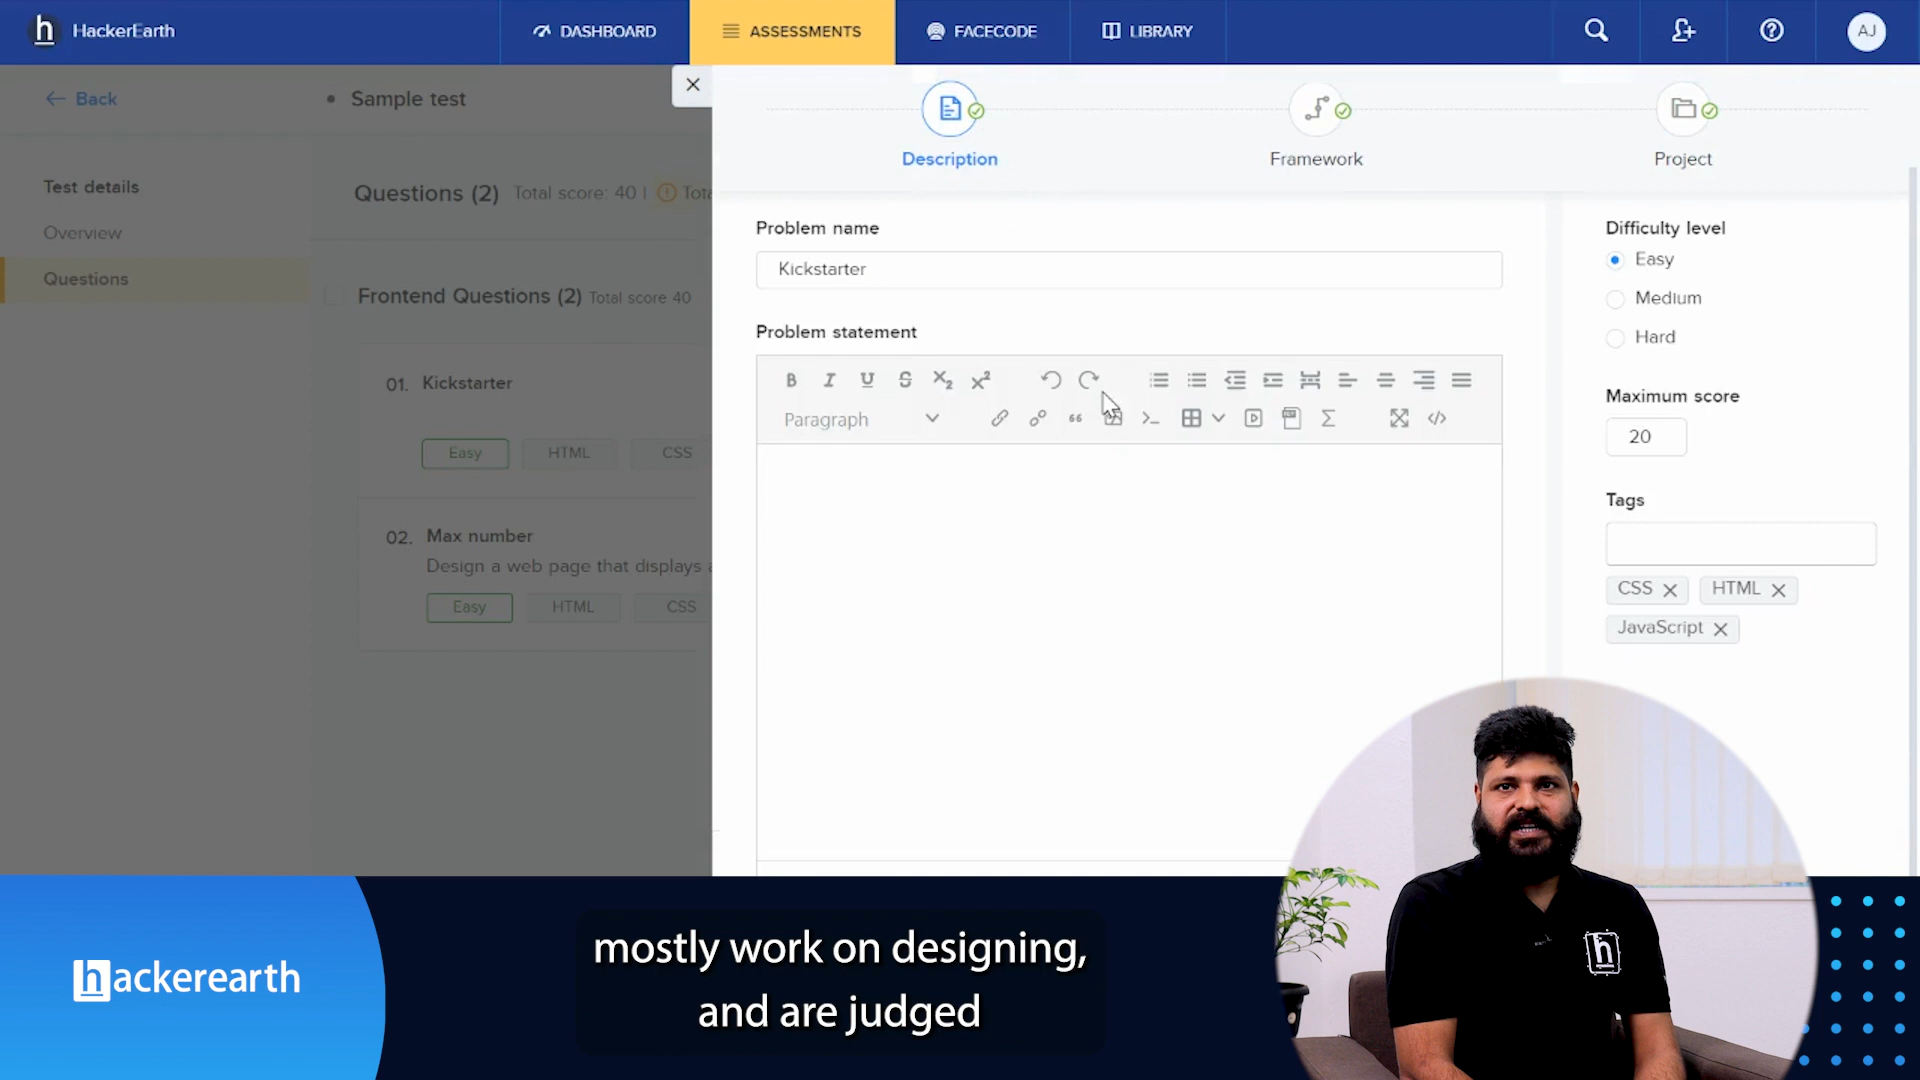 h HackerEarth
DASHBOARD
ASSESSMENTS
FACECODE
LIBRARY
AJ
Back
Sample test
Test details
Overview
Questions
Questions (2) Total score: 40 |
Frontend Questions (2) Total score 40
01. Kickstarter
Easy HTML CSS
02. Max number
Design a web page that displays
Easy HTML CSS
Description
Framework
Project
Problem name
Kickstarter
Problem statement
Paragraph
Difficulty level
Easy
Medium
Hard
Maximum score
20
Tags
CSS
HTML
JavaScript
hackerearth
mostly work on designing,
and are judged
h